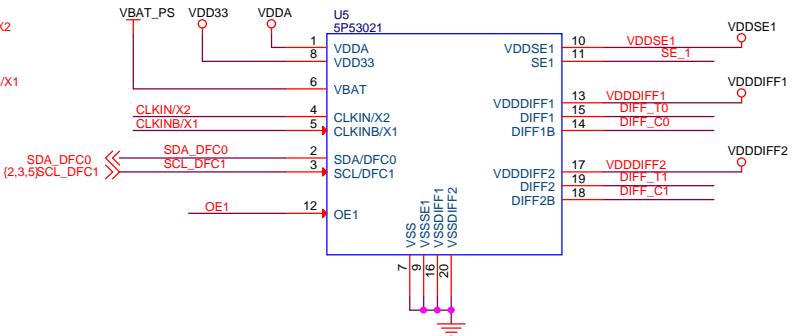 VBAT_PS VDD33 VDDA
U5
5P53021
VDDSE1
X2
1 VDDA VDDSE1 10 VDDSE1
8 VDD33 SE1 11 SE_1
/X1
6 VBAT
VDDDIFF1
VDDDIFF1 13 VDDDIFF1
CLKIN/X2 4 CLKIN/X2 DIFF1 15 DIFF_T0
CLKINB/X1 5 CLKINB/X1 DIFF1B 14 DIFF_C0
SDA_DFC0 SDA_DFC0 2 SDA/DFC0
VDDDIFF2
{2,3,5}SCL_DFC1 SCL_DFC1 3 SCL/DFC1 VDDDIFF2 17 VDDDIFF2
DIFF2 19 DIFF_T1
DIFF2B 18 DIFF_C1
OE1 12 OE1
VSS VSSSE1 VSSDIFF1 VSSDIFF2
7 9 16 20